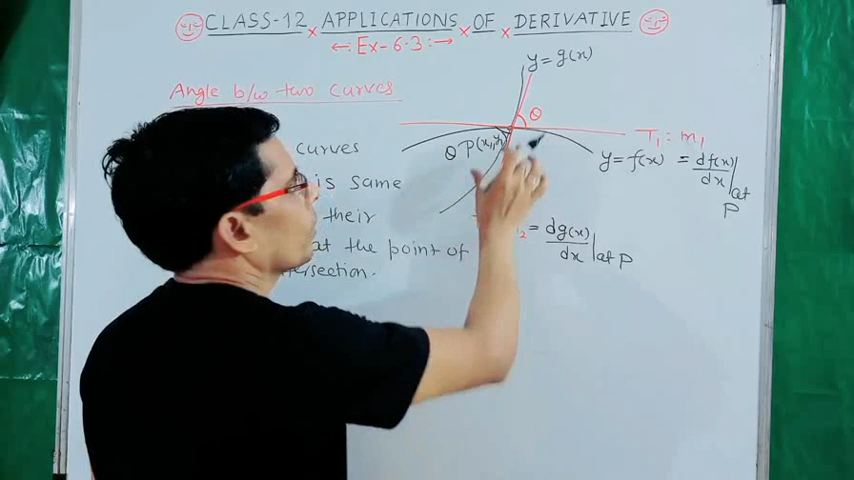 CLASS-12 x APPLICATIONS x OF x DERIVATIVE
← Ex-6.3: →
y = g(x)
Angle b/w two curves
θ
T₁ : m₁
curves
θ P(x₁, y₁)
y = f(x) = df(x)/dx | at P
is same
their
₂ = dg(x)/dx | at P
at the point of
section.